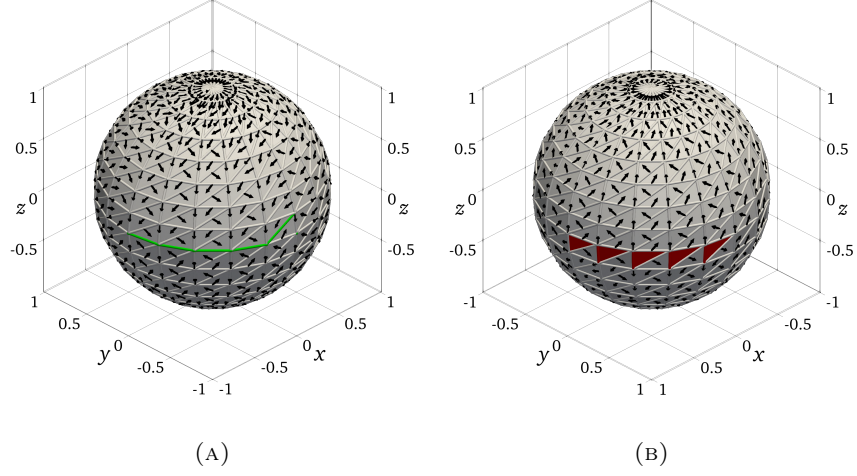 1 1 1 1
0.5 0.5 0.5 0.5
z 0 0 z z 0 0 z
-0.5 -0.5 -0.5 -0.5
1 1 -1 -1
0.5 0.5 -0.5 -0.5
y 0 0 x y 0 0 x
-0.5 -0.5 0.5 0.5
-1 -1 1 1
(A) (B)